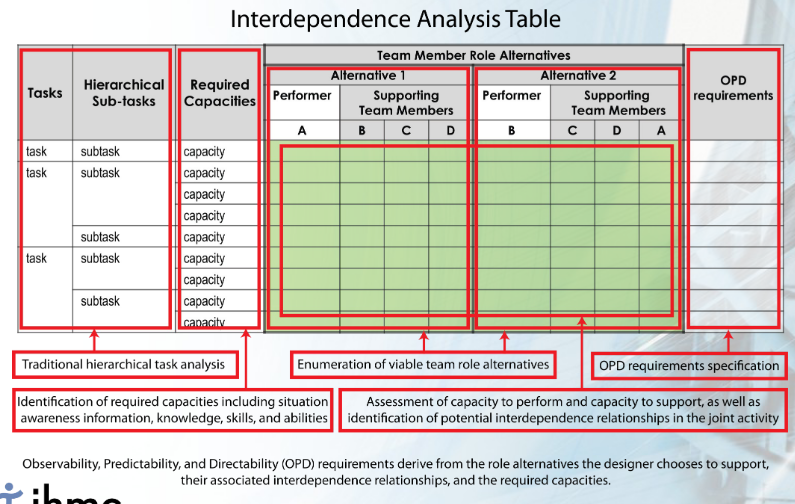 Interdependence Analysis Table
Team Member Role Alternatives
Tasks
Hierarchical
Sub-tasks
Required
Capacities
Alternative 1
Alternative 2
OPD
requirements
Performer
Supporting
Team Members
Performer
Supporting
Team Members
A B C D B C D A
task subtask capacity
task subtask capacity
capacity
capacity
subtask capacity
task subtask capacity
capacity
subtask capacity
capacity
Traditional hierarchical task analysis
Enumeration of viable team role alternatives
OPD requirements specification
Identification of required capacities including situation
awareness information, knowledge, skills, and abilities
Assessment of capacity to perform and capacity to support, as well as
identification of potential interdependence relationships in the joint activity
Observability, Predictability, and Directability (OPD) requirements derive from the role alternatives the designer chooses to support,
their associated interdependence relationships, and the required capacities.
ihmc